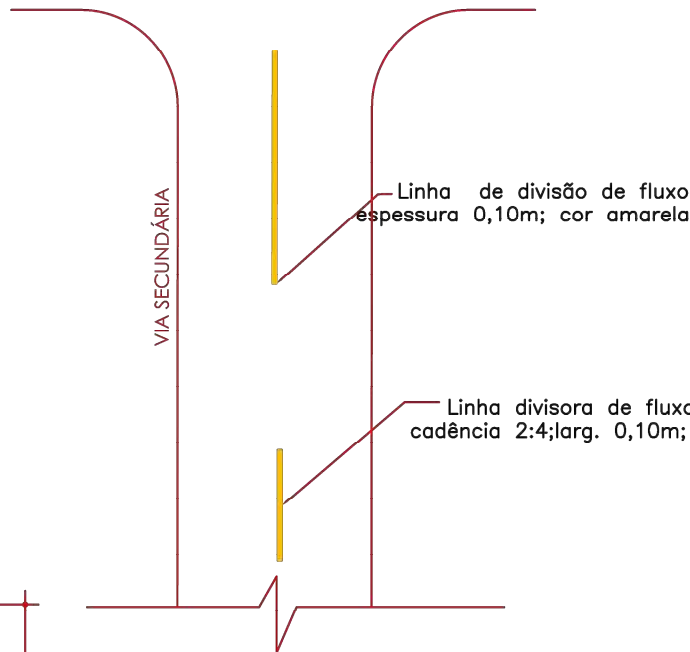 Linha de divisão de fluxo
espessura 0,10m; cor amarela
VIA SECUNDÁRIA
Linha divisora de fluxo
cadência 2:4;larg. 0,10m;